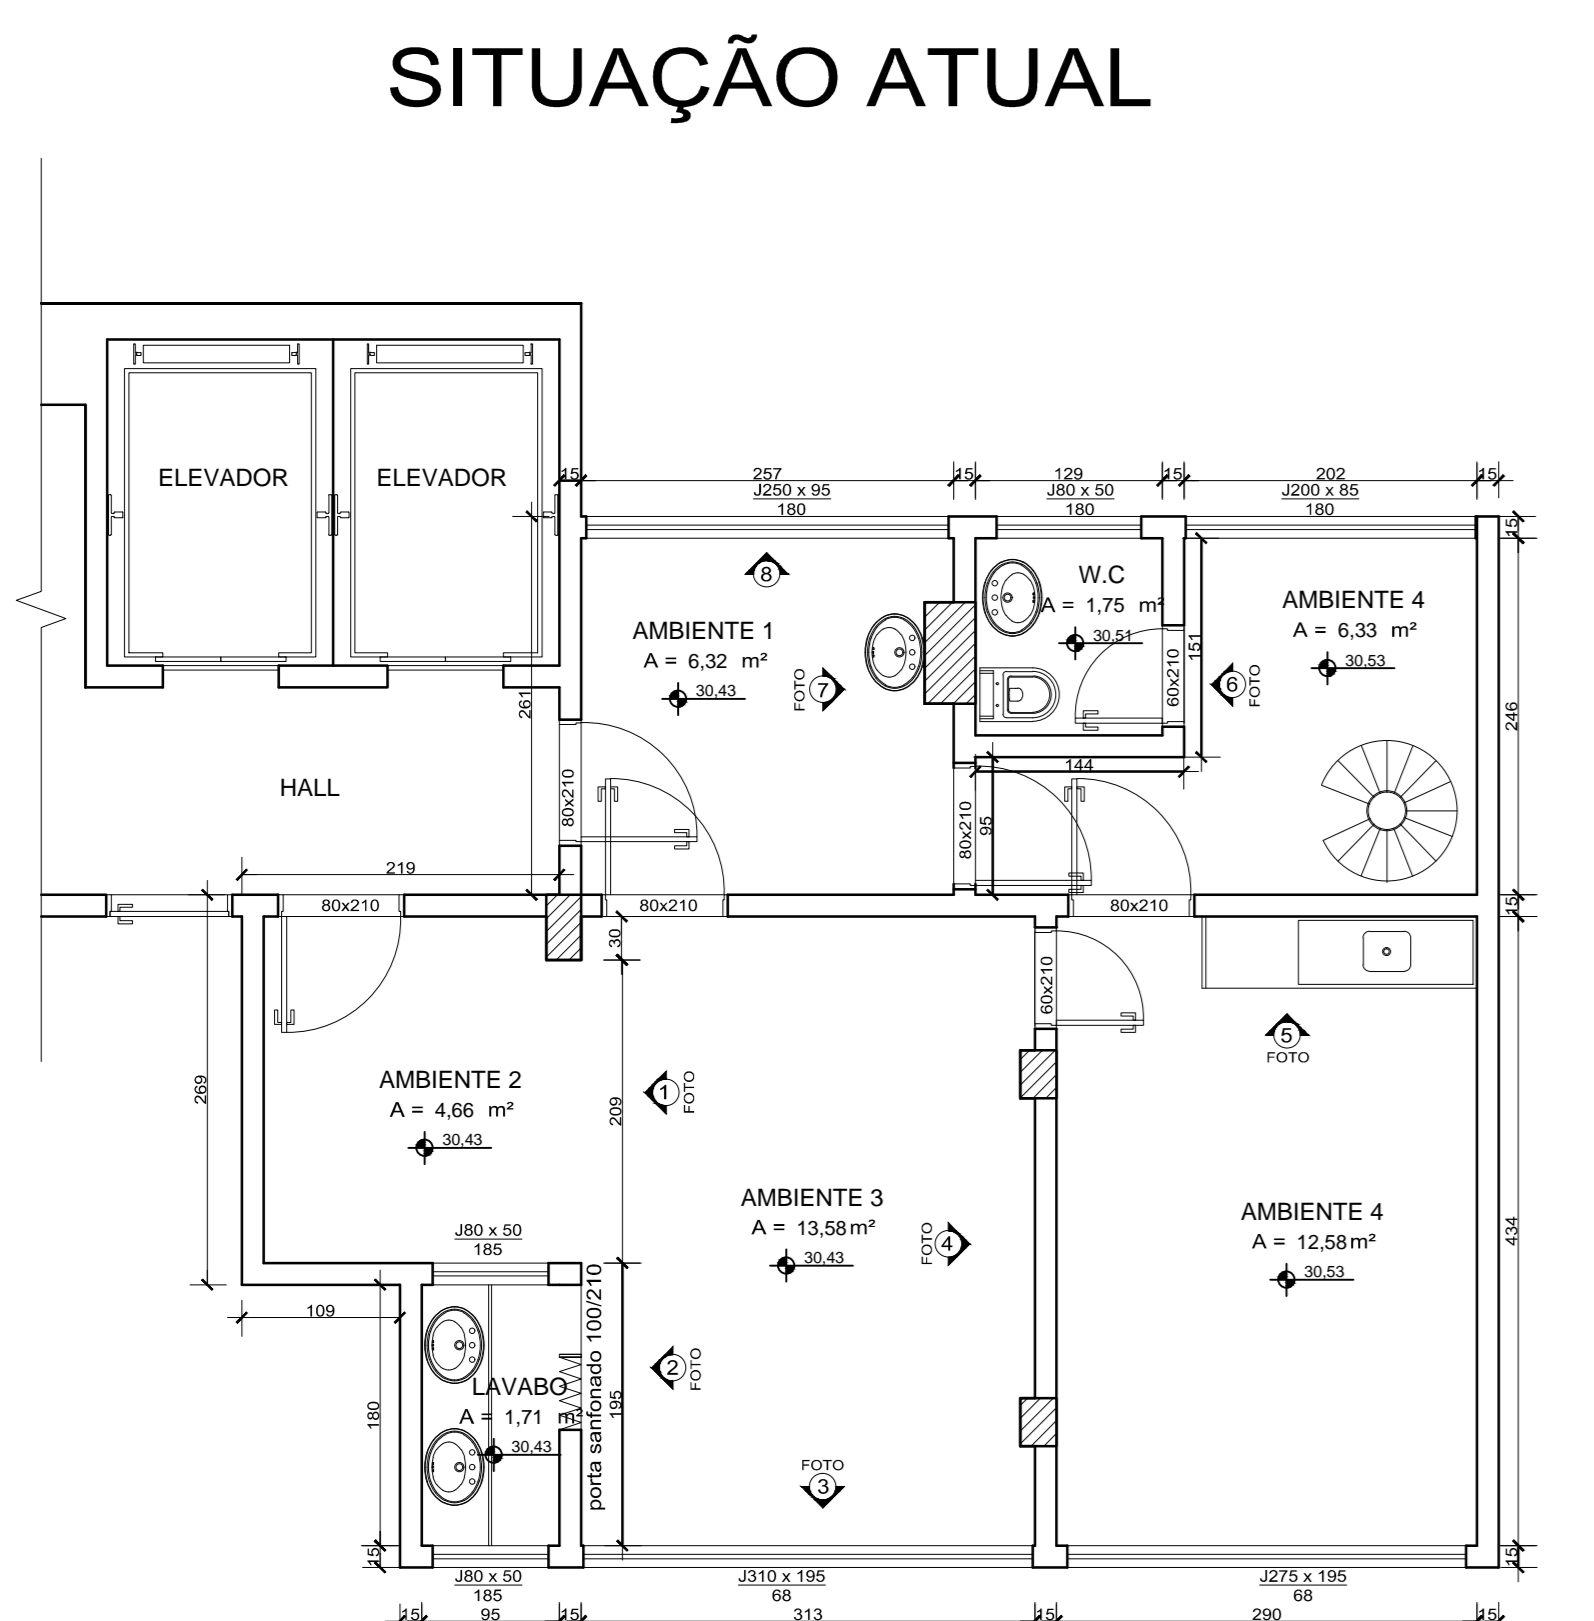 SITUAÇÃO ATUAL
ELEVADOR
ELEVADOR
15
257
15
129
15
202
15
J250 x 95
180
J80 x 50
180
J200 x 85
180
15
8
W.C
A = 1,75 m²
30,51
AMBIENTE 4
A = 6,33 m²
30,53
AMBIENTE 1
A = 6,32 m²
30,43
FOTO
7
60x210
151
6
FOTO
261
246
HALL
80x210
144
80x210
95
219
80x210
80x210
80x210
15
30
60x210
5
FOTO
269
AMBIENTE 2
A = 4,66 m²
30,43
209
1
FOTO
AMBIENTE 3
A = 13,58 m²
30,43
FOTO
4
AMBIENTE 4
A = 12,58 m²
30,53
434
J80 x 50
185
109
porta sanfonado 100/210
180
LAVABO
A = 1,71 m²
30,43
195
2
FOTO
FOTO
3
15
15
J80 x 50
185
J310 x 195
68
J275 x 195
68
15
95
15
313
15
290
15